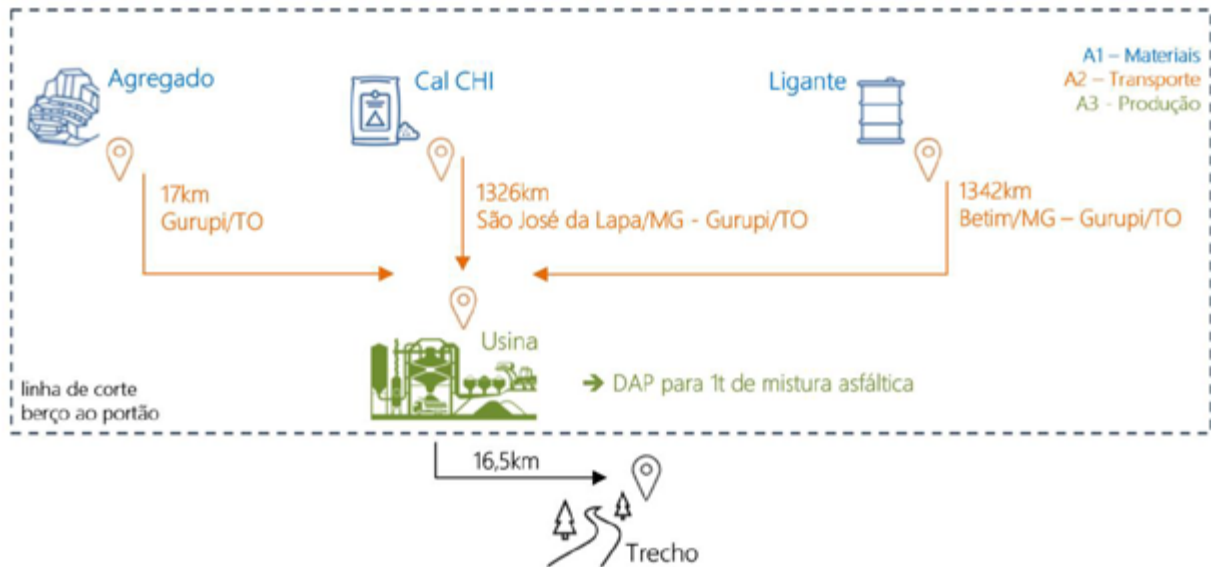 Agregado
Cal CHI
Ligante
A1 – Materiais
A2 – Transporte
A3 - Produção
17km
Gurupi/TO
1326km
São José da Lapa/MG - Gurupi/TO
1342km
Betim/MG – Gurupi/TO
Usina
➔ DAP para 1t de mistura asfáltica
linha de corte
berço ao portão
16,5km
Trecho